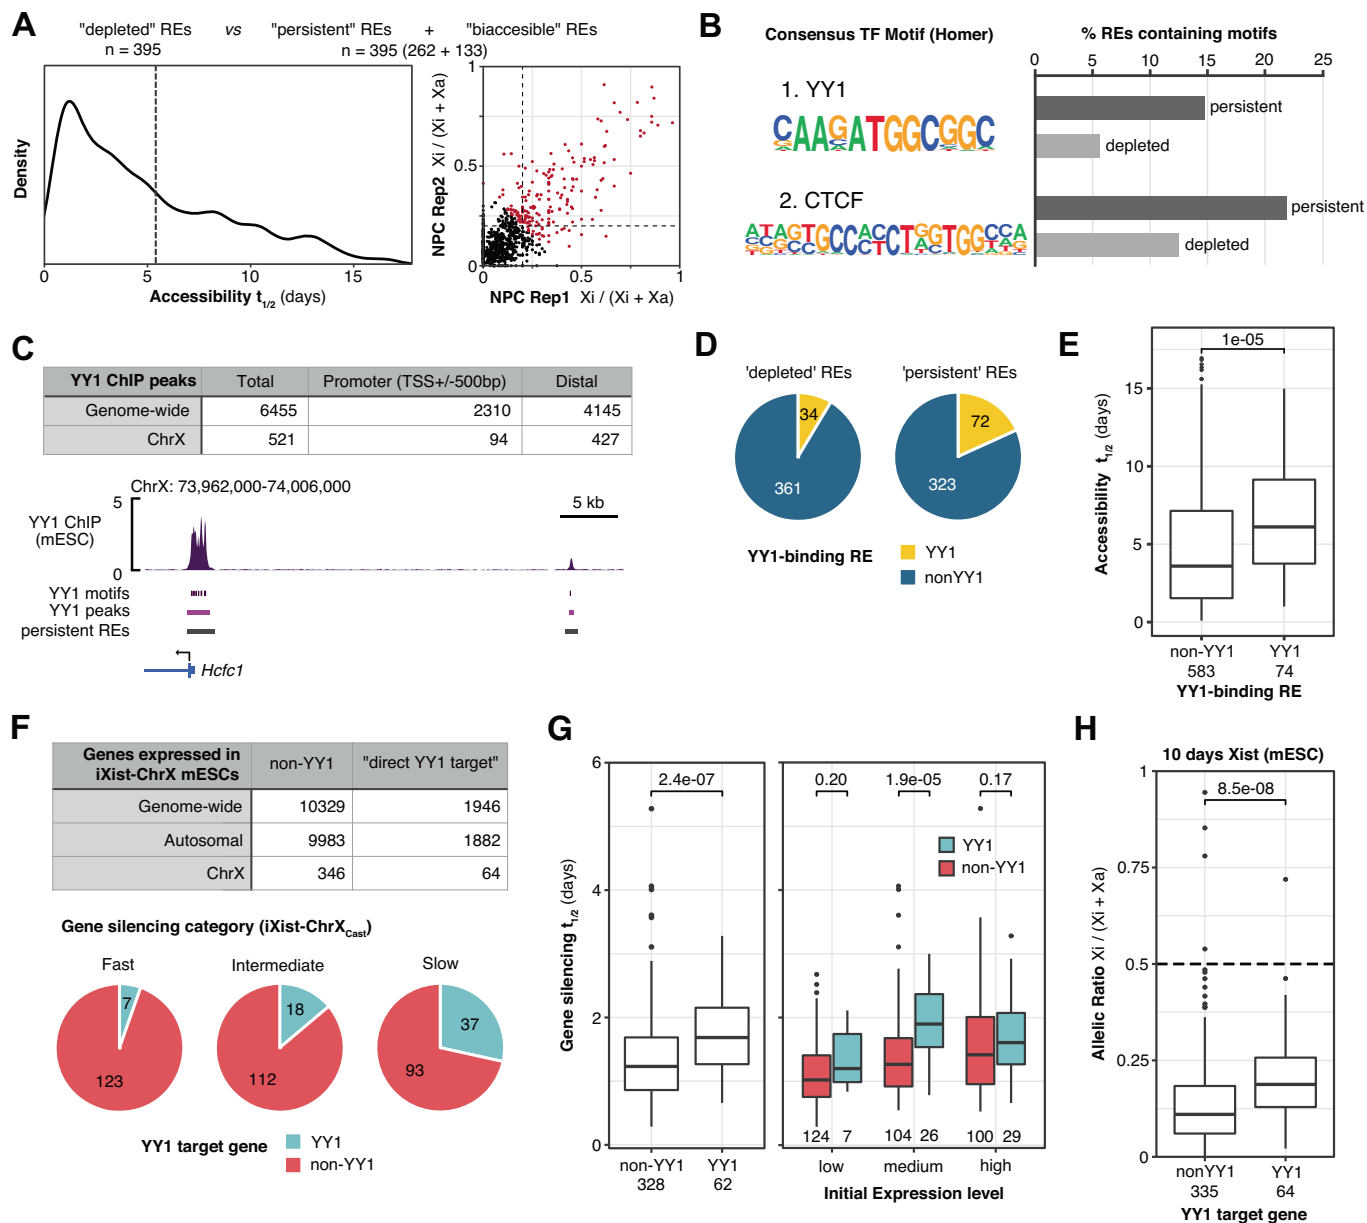 A
"depleted" REs vs "persistent" REs + "biaccesible" REs
n = 395 n = 395 (262 + 133)
Density
0 5 10 15
Accessibility t1/2 (days)
NPC Rep2 Xi / (Xi + Xa)
1
0.5
0
0 0.5 1
NPC Rep1 Xi / (Xi + Xa)
B
Consensus TF Motif (Homer)
% REs containing motifs
0 5 10 15 20 25
1. YY1
CAAGATGGCGGC
persistent
depleted
2. CTCF
ATAGTGCCACCTGGTGGCCA
persistent
depleted
C
YY1 ChIP peaks Total Promoter (TSS+/-500bp) Distal
Genome-wide 6455 2310 4145
ChrX 521 94 427
ChrX: 73,962,000-74,006,000
5
0
YY1 ChIP
(mESC)
5 kb
YY1 motifs
YY1 peaks
persistent REs
Hcfc1
D
'depleted' REs 'persistent' REs
34
361
72
323
YY1-binding RE
YY1
nonYY1
E
1e-05
Accessibility t1/2 (days)
15
10
5
0
non-YY1 YY1
583 74
YY1-binding RE
F
Genes expressed in
iXist-ChrX mESCs
non-YY1 "direct YY1 target"
Genome-wide 10329 1946
Autosomal 9983 1882
ChrX 346 64
Gene silencing category (iXist-ChrXCast)
Fast Intermediate Slow
7
123
18
112
37
93
YY1 target gene
YY1
non-YY1
G
Gene silencing t1/2 (days)
6
4
2
0
2.4e-07
non-YY1 YY1
328 62
0.20 1.9e-05 0.17
YY1
non-YY1
124 7 104 26 100 29
low medium high
Initial Expression level
H
10 days Xist (mESC)
8.5e-08
Allelic Ratio Xi / (Xi + Xa)
1
0.75
0.5
0.25
0
nonYY1 YY1
335 64
YY1 target gene